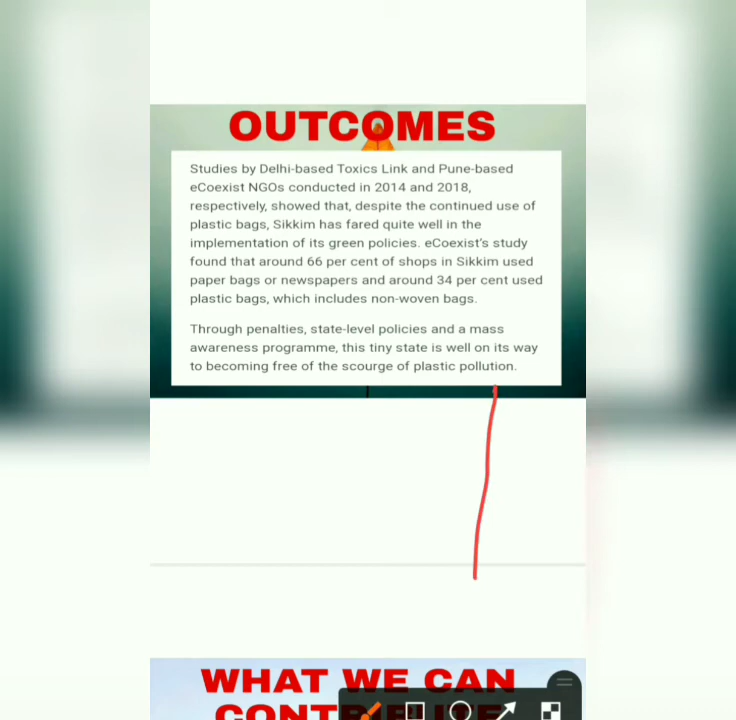 OUTCOMES
Studies by Delhi-based Toxics Link and Pune-based
eCoexist NGOs conducted in 2014 and 2018,
respectively, showed that, despite the continued use of
plastic bags, Sikkim has fared quite well in the
implementation of its green policies. eCoexist's study
found that around 66 per cent of shops in Sikkim used
paper bags or newspapers and around 34 per cent used
plastic bags, which includes non-woven bags.
Through penalties, state-level policies and a mass
awareness programme, this tiny state is well on its way
to becoming free of the scourge of plastic pollution.
WHAT WE CAN